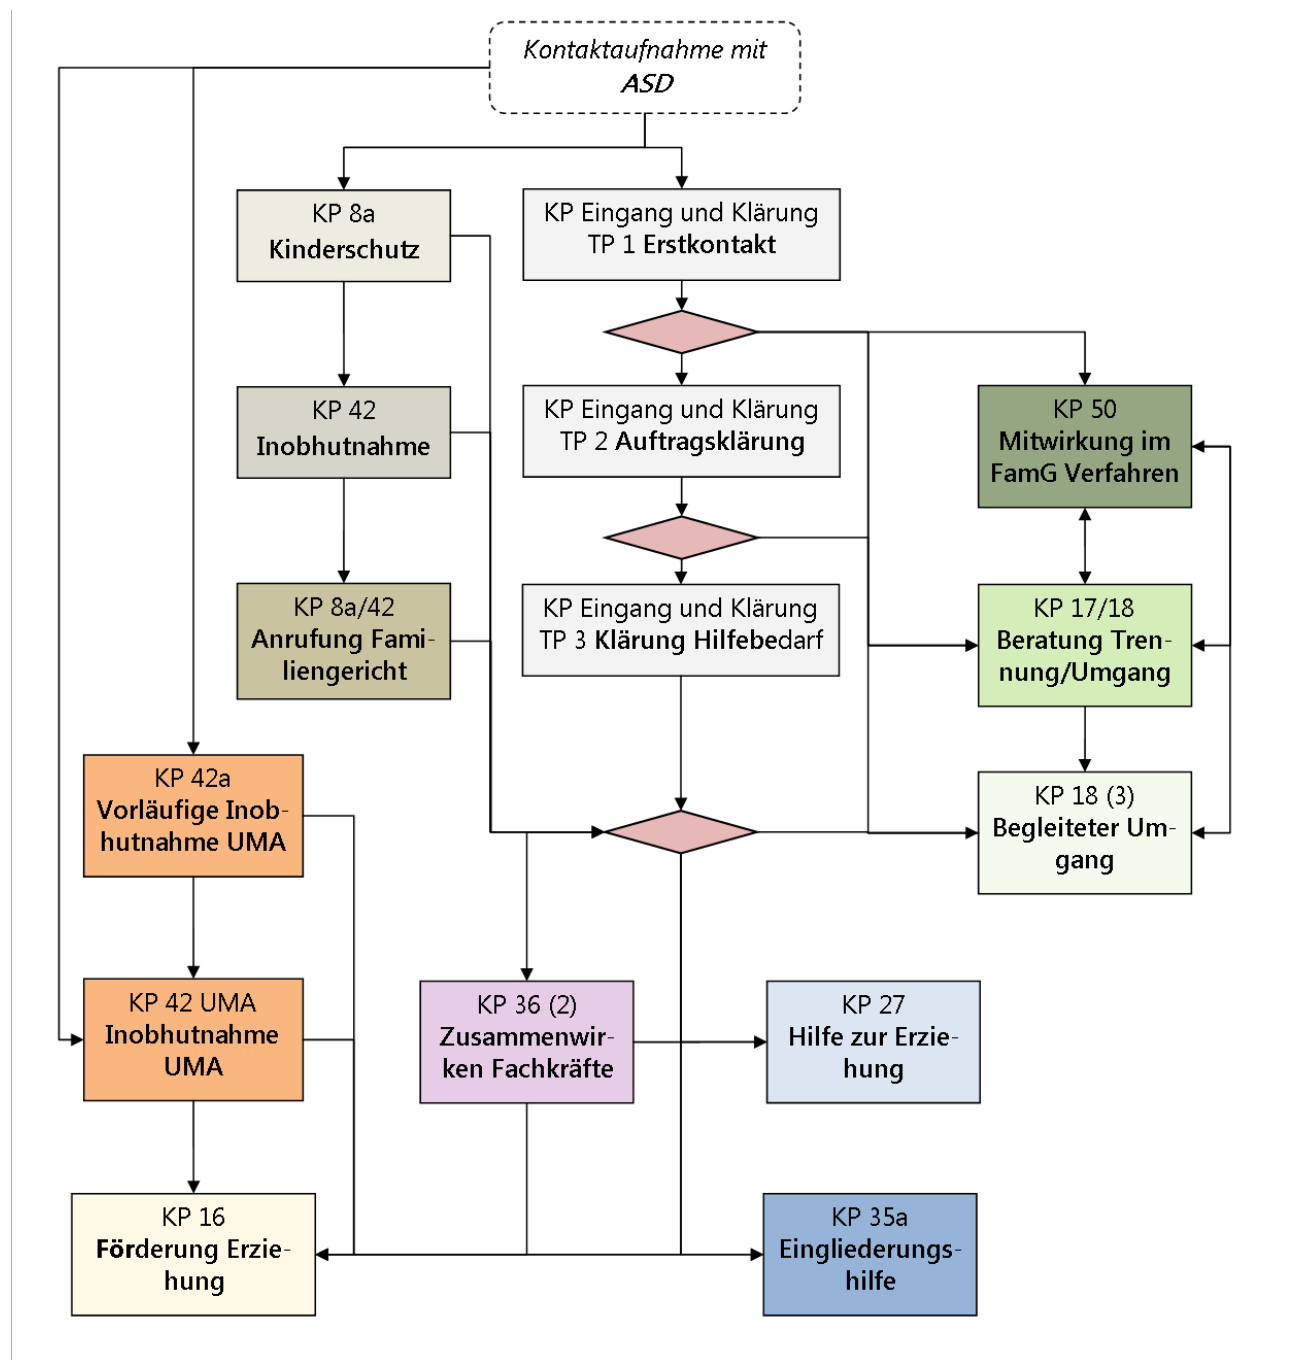 Kontaktaufnahme mit
ASD
KP 8a
Kinderschutz
KP Eingang und Klärung
TP 1 Erstkontakt
KP 42
Inobhutnahme
KP Eingang und Klärung
TP 2 Auftragsklärung
KP 50
Mitwirkung im
FamG Verfahren
KP 8a/42
Anrufung Fami-
liengericht
KP Eingang und Klärung
TP 3 Klärung Hilfebedarf
KP 17/18
Beratung Tren-
nung/Umgang
KP 42a
Vorläufige Inob-
hutnahme UMA
KP 18 (3)
Begleiteter Um-
gang
KP 42 UMA
Inobhutnahme
UMA
KP 36 (2)
Zusammenwir-
ken Fachkräfte
KP 27
Hilfe zur Erzie-
hung
KP 16
Förderung Erzie-
hung
KP 35a
Eingliederungs-
hilfe